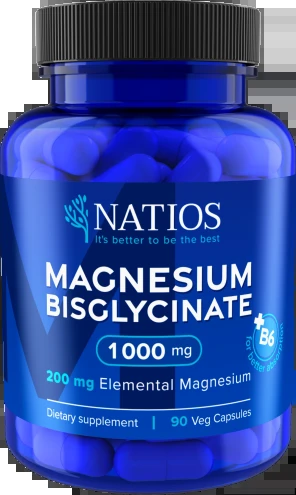 NATIOS
It's better to be the best
MAGNESIUM
BISGLYCINATE
1000 mg
+B6
for better absorption
200 mg Elemental Magnesium
Dietary supplement | 90 Veg Capsules